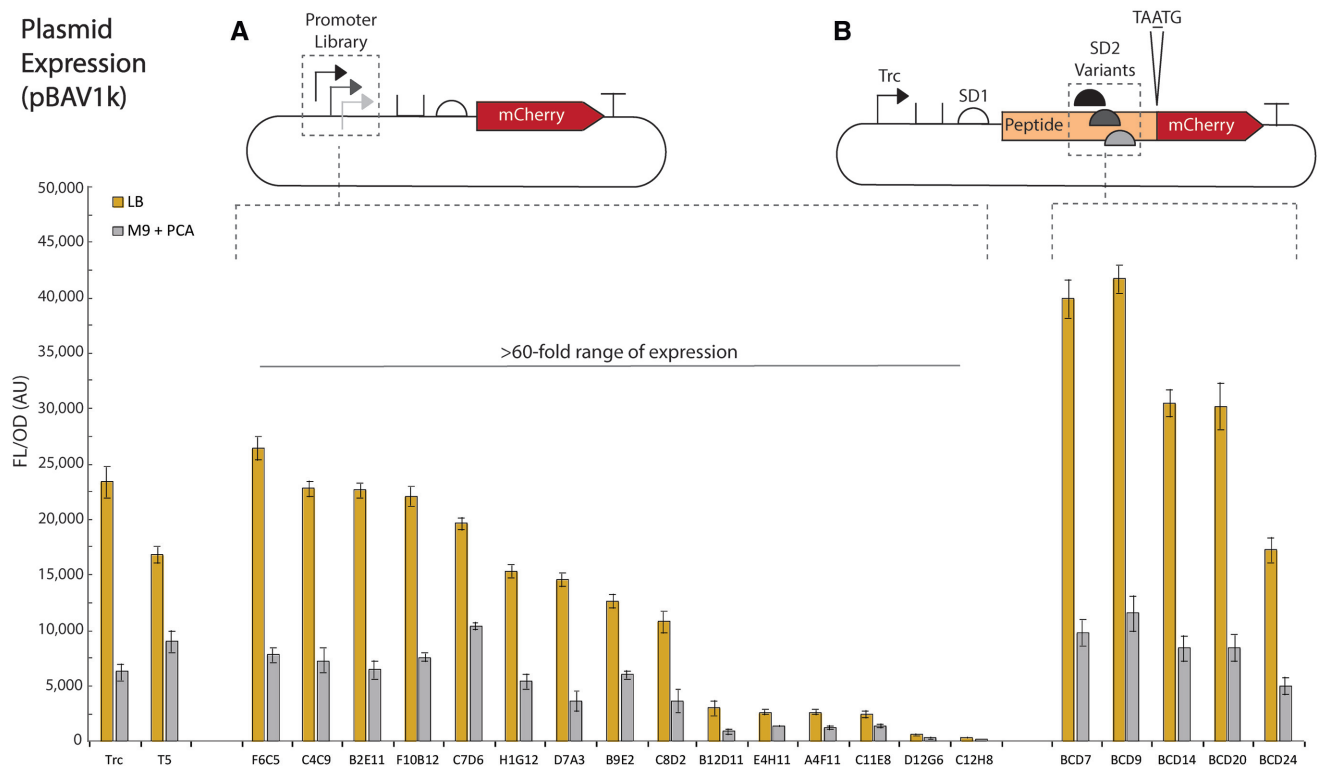 Plasmid
Expression
(pBAV1k)
A
Promoter
Library
mCherry
B
TAATG
SD2
Variants
Trc
SD1
Peptide
mCherry
LB
M9 + PCA
FL/OD (AU)
50,000
45,000
40,000
35,000
30,000
25,000
20,000
15,000
10,000
5,000
0
>60-fold range of expression
Trc T5 F6C5 C4C9 B2E11 F10B12 C7D6 H1G12 D7A3 B9E2 C8D2 B12D11 E4H11 A4F11 C11E8 D12G6 C12H8 BCD7 BCD9 BCD14 BCD20 BCD24